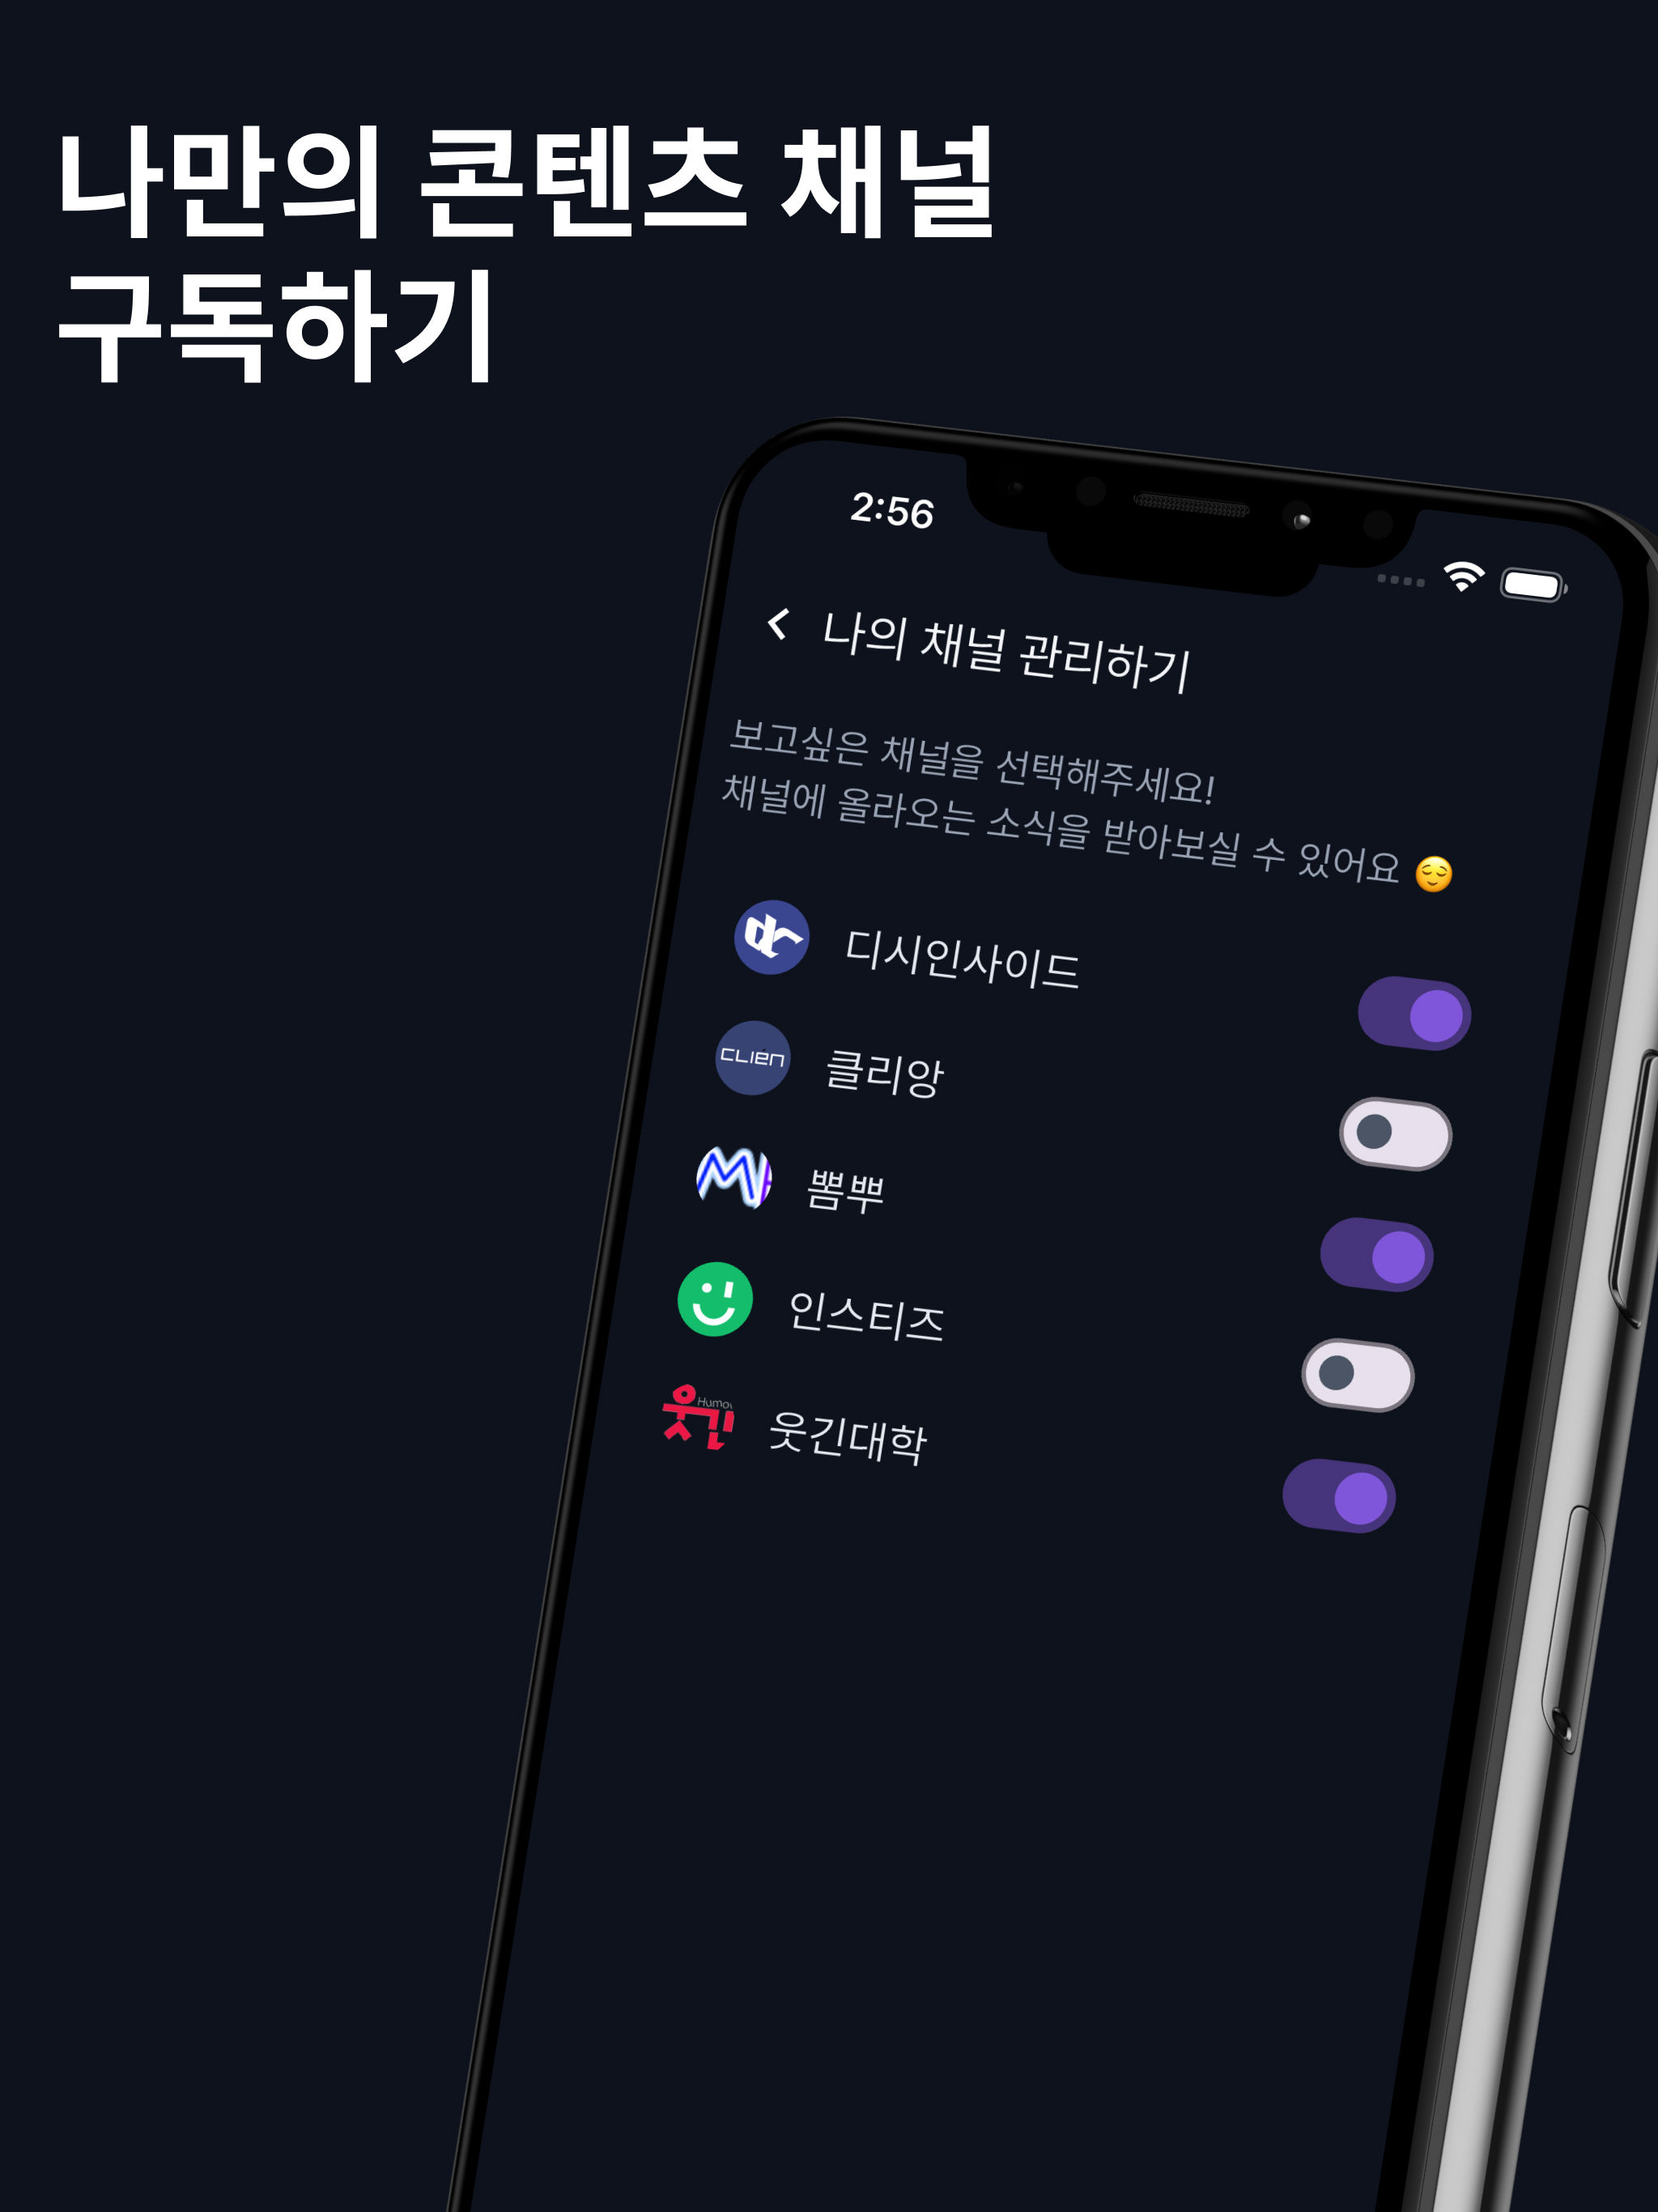 나만의 콘텐츠 채널
구독하기
2:56
나의 채널 관리하기
보고싶은 채널을 선택해주세요!
채널에 올라오는 소식을 받아보실 수 있어요 😌
dc
디시인사이드
CLIEN
클리앙
뽐뿌
인스티즈
Humor
웃긴
웃긴대학